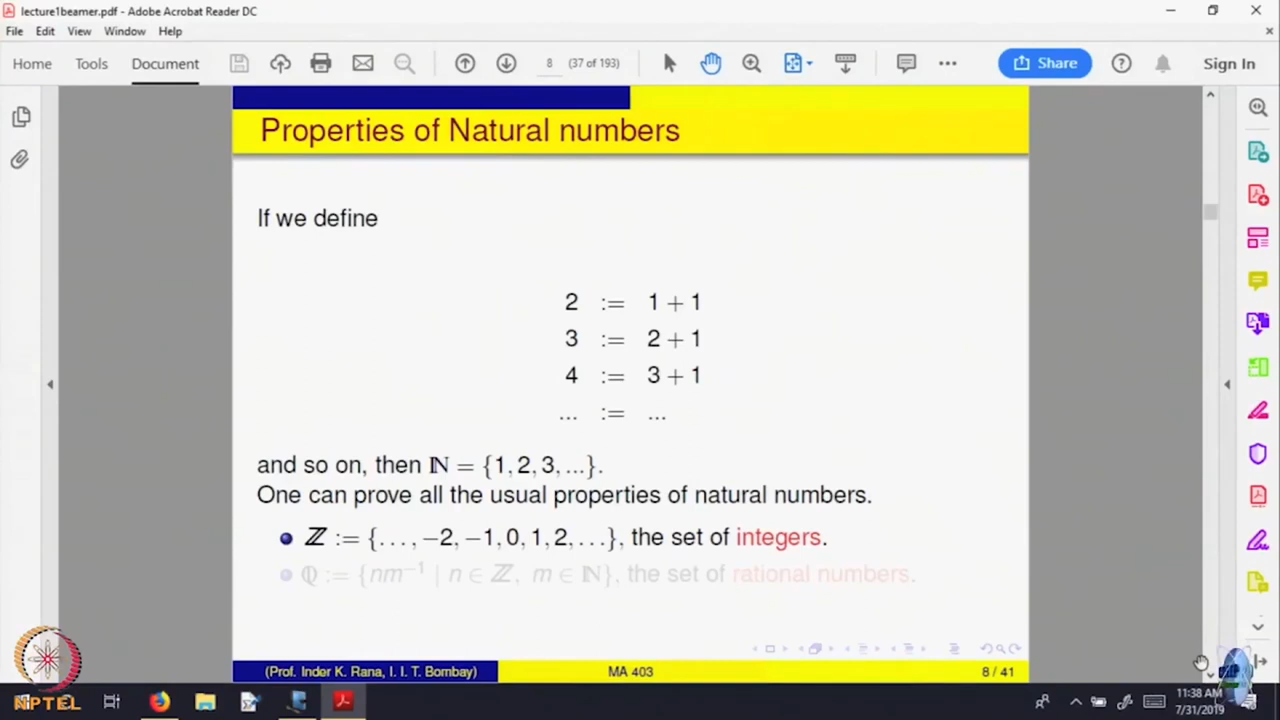 lecture1beamer.pdf - Adobe Acrobat Reader DC
File Edit View Window Help
Home Tools Document 8 (37 of 193) Share Sign In
Properties of Natural numbers
If we define
2 := 1 + 1
3 := 2 + 1
4 := 3 + 1
... := ...
and so on, then ℕ = {1, 2, 3, ...}.
One can prove all the usual properties of natural numbers.
ℤ := {. . . , −2, −1, 0, 1, 2, . . .}, the set of integers.
ℚ := {nm⁻¹ | n ∈ ℤ, m ∈ ℕ}, the set of rational numbers.
(Prof. Inder K. Rana, I. I. T. Bombay) MA 403 8 / 41
NPTEL
11:38 AM
7/31/2019